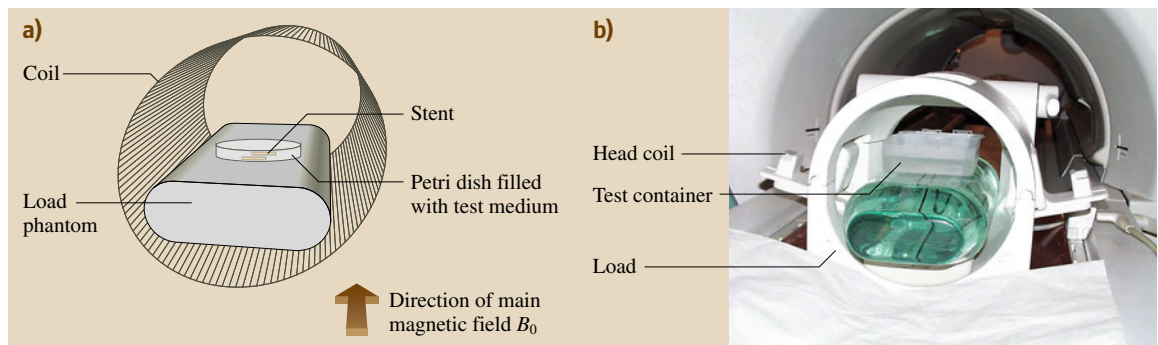 a)
Coil
Stent
Load
phantom
Petri dish filled
with test medium
Direction of main
magnetic field B0
b)
Head coil
Test container
Load